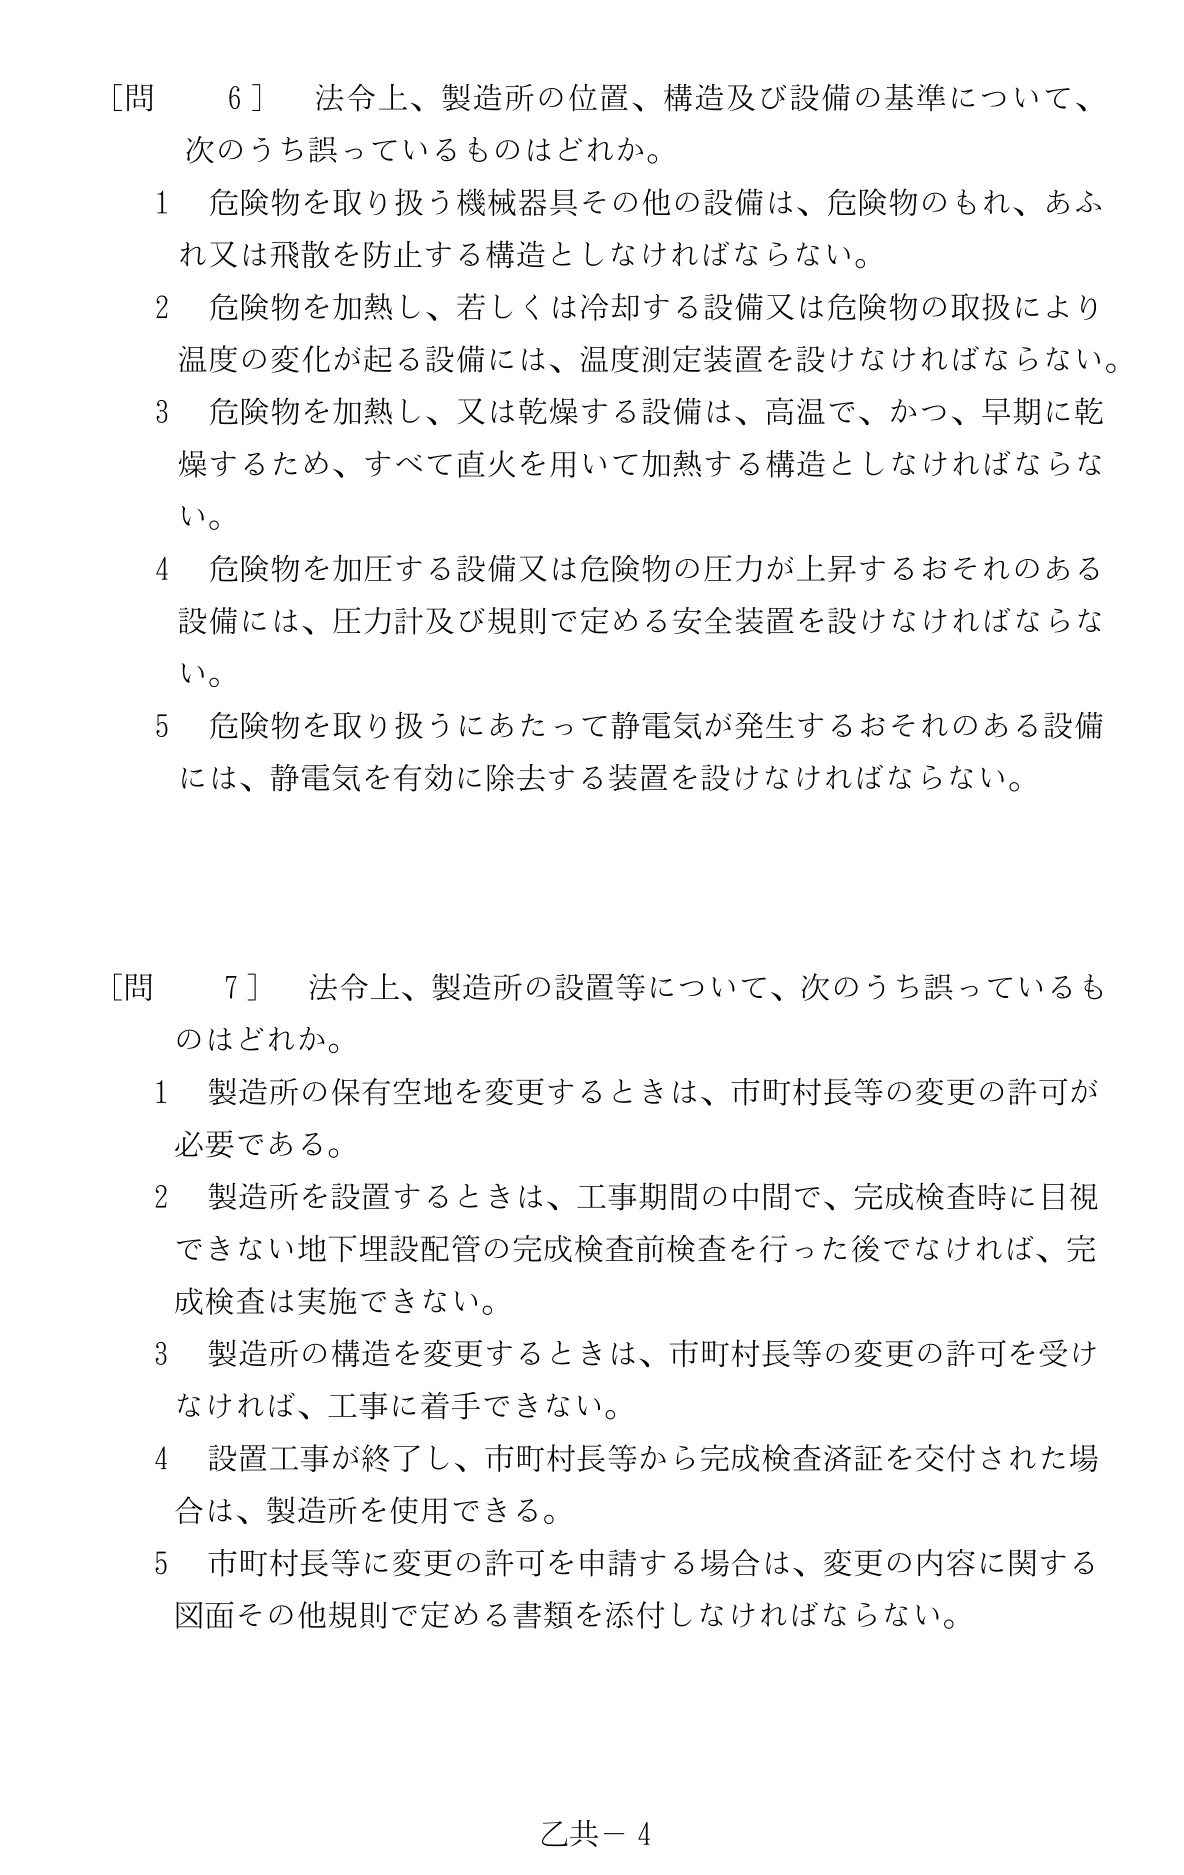 ［問　　6］　法令上、製造所の位置、構造及び設備の基準について、
次のうち誤っているものはどれか。
1　危険物を取り扱う機械器具その他の設備は、危険物のもれ、あふ
れ又は飛散を防止する構造としなければならない。
2　危険物を加熱し、若しくは冷却する設備又は危険物の取扱により
温度の変化が起る設備には、温度測定装置を設けなければならない。
3　危険物を加熱し、又は乾燥する設備は、高温で、かつ、早期に乾
燥するため、すべて直火を用いて加熱する構造としなければならな
い。
4　危険物を加圧する設備又は危険物の圧力が上昇するおそれのある
設備には、圧力計及び規則で定める安全装置を設けなければならな
い。
5　危険物を取り扱うにあたって静電気が発生するおそれのある設備
には、静電気を有効に除去する装置を設けなければならない。
［問　　7］　法令上、製造所の設置等について、次のうち誤っているも
のはどれか。
1　製造所の保有空地を変更するときは、市町村長等の変更の許可が
必要である。
2　製造所を設置するときは、工事期間の中間で、完成検査時に目視
できない地下埋設配管の完成検査前検査を行った後でなければ、完
成検査は実施できない。
3　製造所の構造を変更するときは、市町村長等の変更の許可を受け
なければ、工事に着手できない。
4　設置工事が終了し、市町村長等から完成検査済証を交付された場
合は、製造所を使用できる。
5　市町村長等に変更の許可を申請する場合は、変更の内容に関する
図面その他規則で定める書類を添付しなければならない。
乙共－ 4